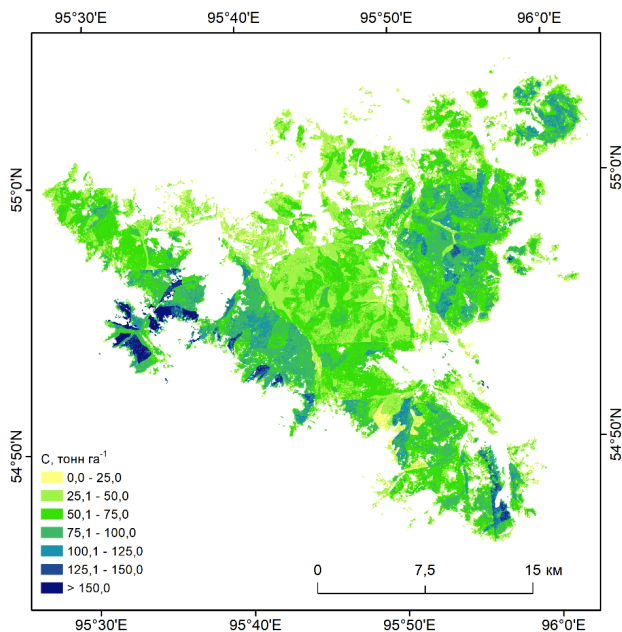 95°30'E 95°40'E 95°50'E 96°0'E
55°0'N 55°0'N
54°50'N 54°50'N
С, тонн га⁻¹
0,0 - 25,0
25,1 - 50,0
50,1 - 75,0
75,1 - 100,0
100,1 - 125,0
125,1 - 150,0
> 150,0
0 7,5 15 км
95°30'E 95°40'E 95°50'E 96°0'E